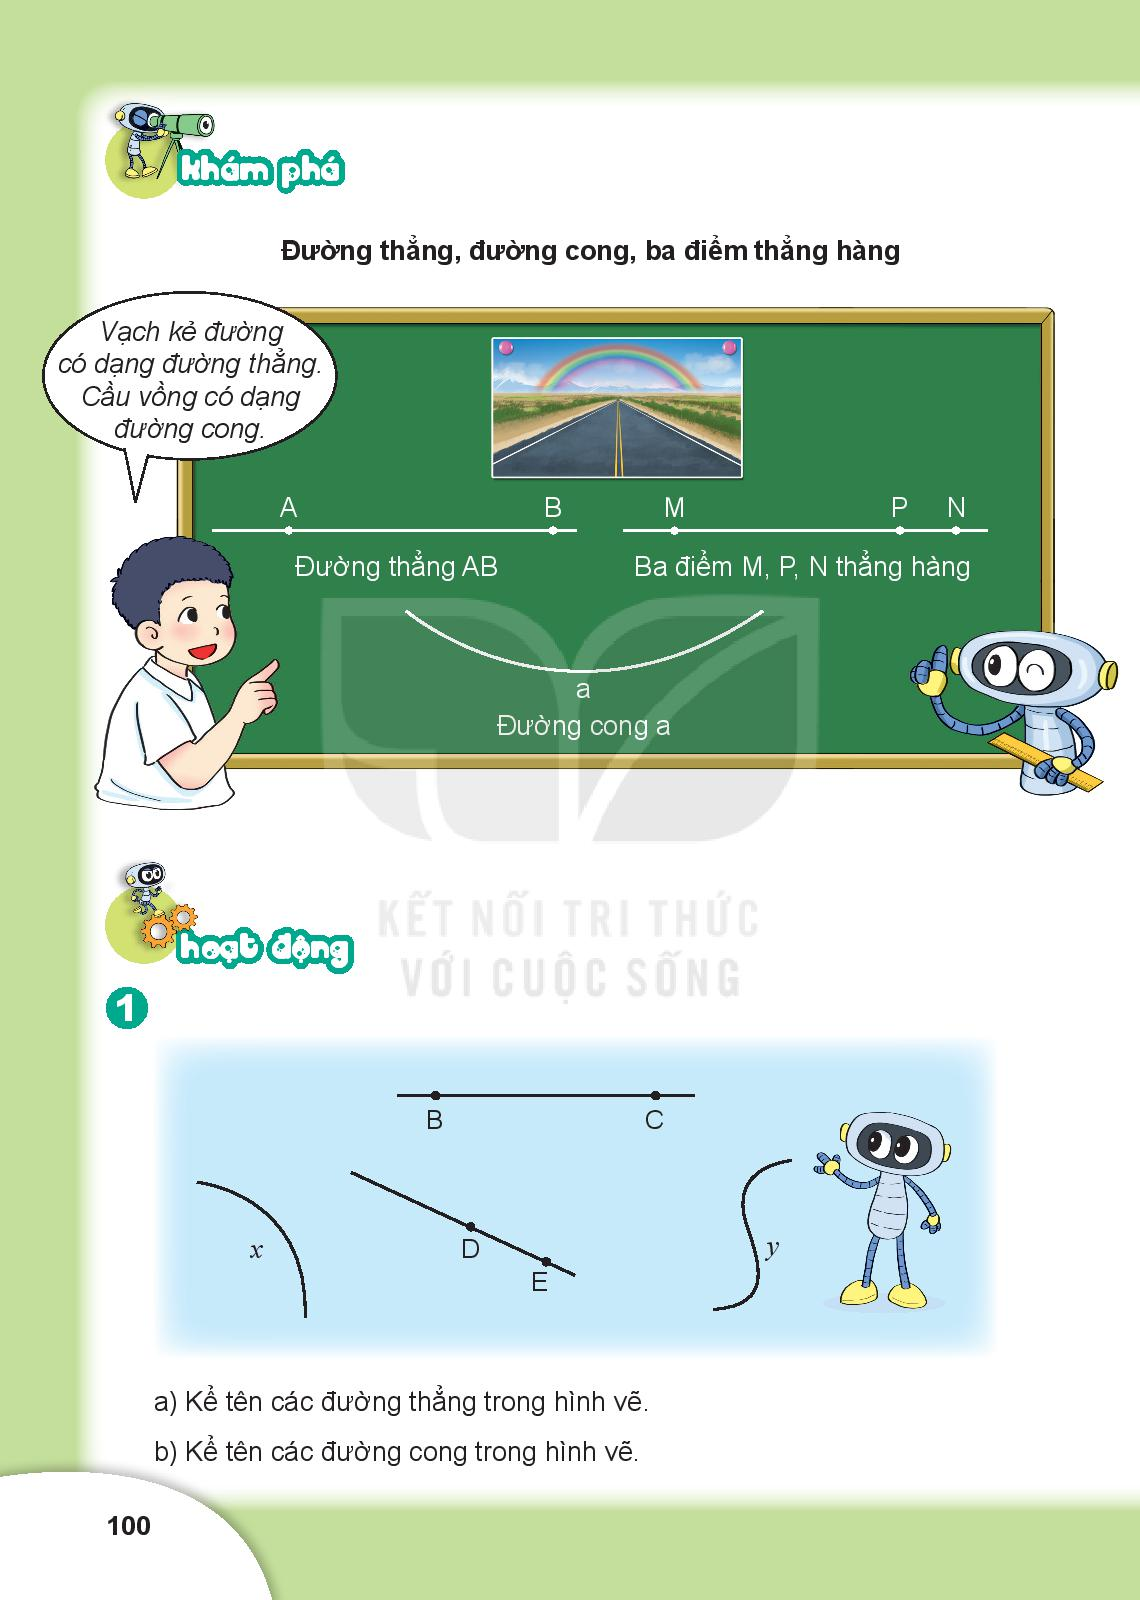 khám phá
Đường thẳng, đường cong, ba điểm thẳng hàng
Vạch kẻ đường
có dạng đường thẳng.
Cầu vồng có dạng
đường cong.
A B
Đường thẳng AB
M P N
Ba điểm M, P, N thẳng hàng
a
Đường cong a
KẾT NỐI TRI THỨC
VỚI CUỘC SỐNG
hoạt động
1
B C
x
D
E
y
a) Kể tên các đường thẳng trong hình vẽ.
b) Kể tên các đường cong trong hình vẽ.
100